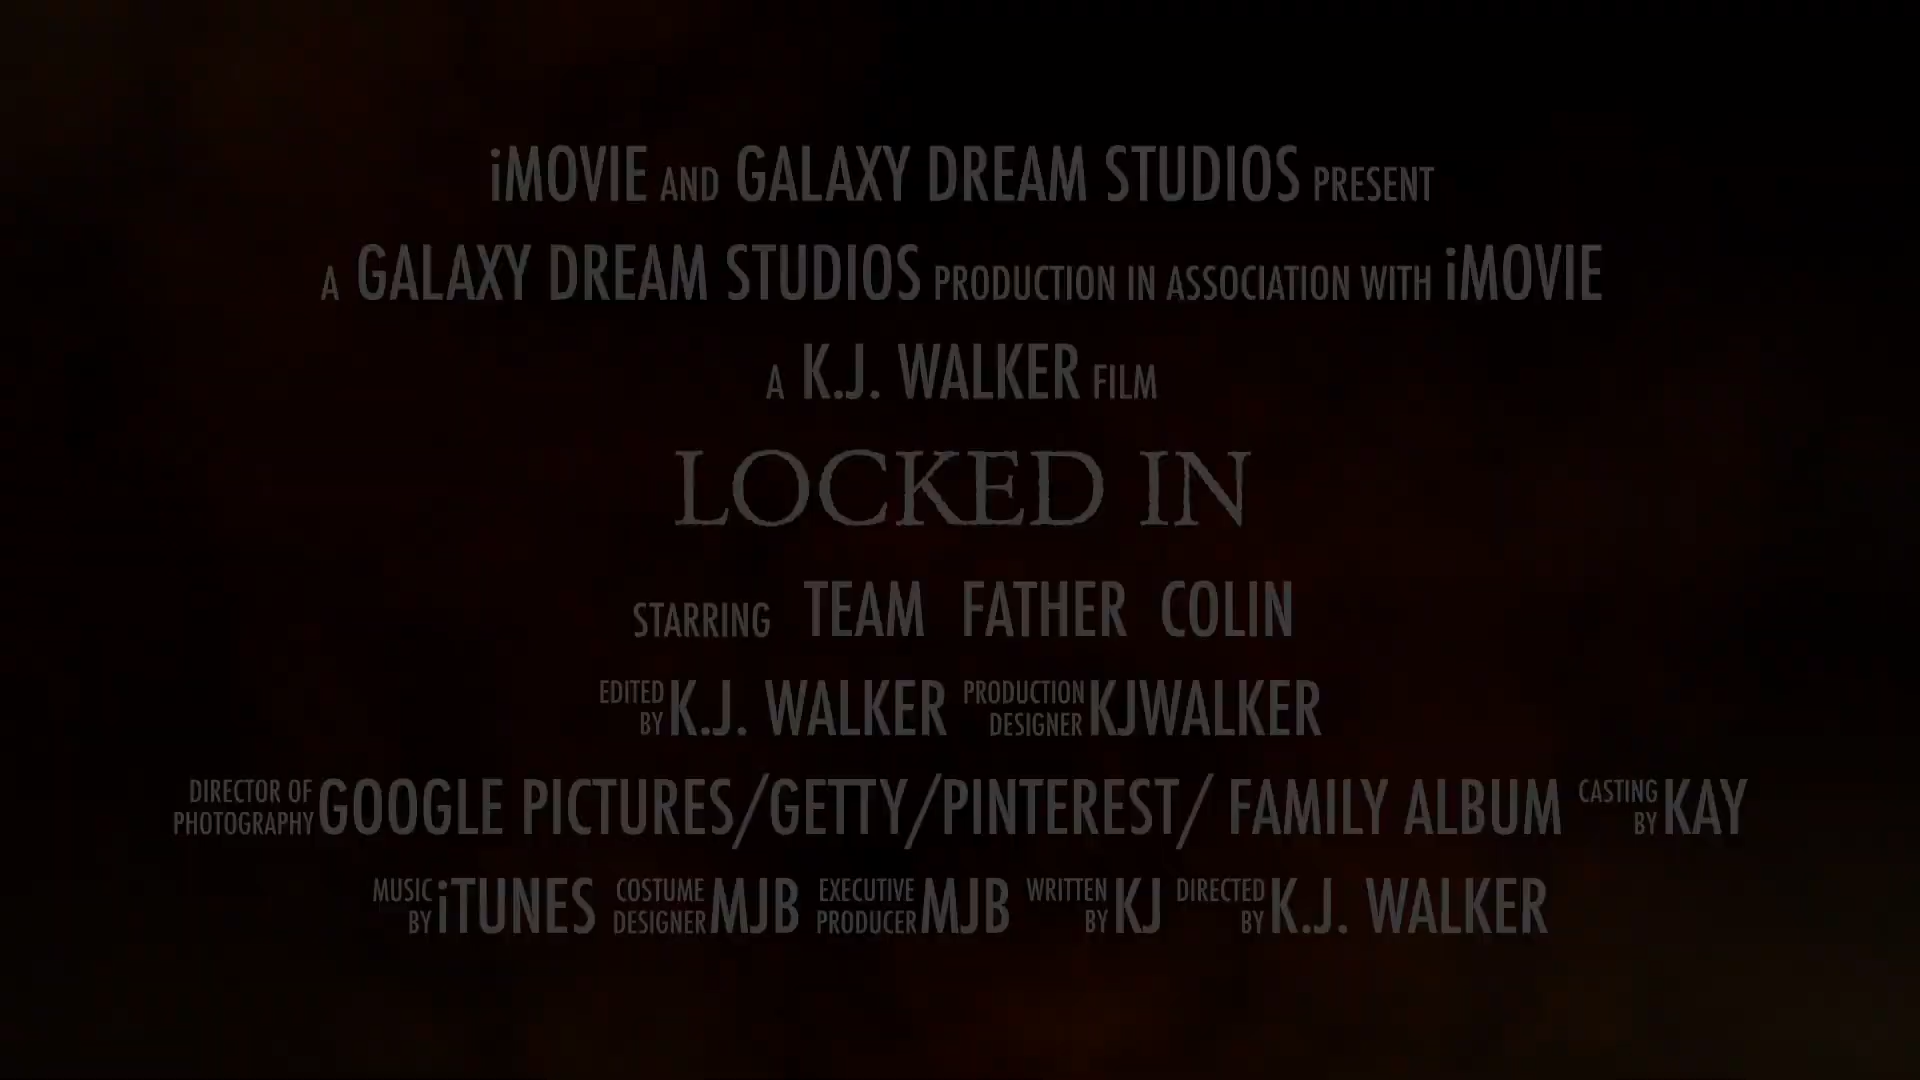 iMOVIE AND GALAXY DREAM STUDIOS PRESENT
A GALAXY DREAM STUDIOS PRODUCTION IN ASSOCIATION WITH iMOVIE
A K.J. WALKER FILM
LOCKED IN
STARRING TEAM FATHER COLIN
EDITED BY K.J. WALKER PRODUCTION DESIGNER KJWALKER
DIRECTOR OF PHOTOGRAPHY GOOGLE PICTURES/GETTY/PINTEREST/ FAMILY ALBUM CASTING BY KAY
MUSIC BY iTUNES COSTUME DESIGNER MJB EXECUTIVE PRODUCER MJB WRITTEN BY KJ DIRECTED BY K.J. WALKER